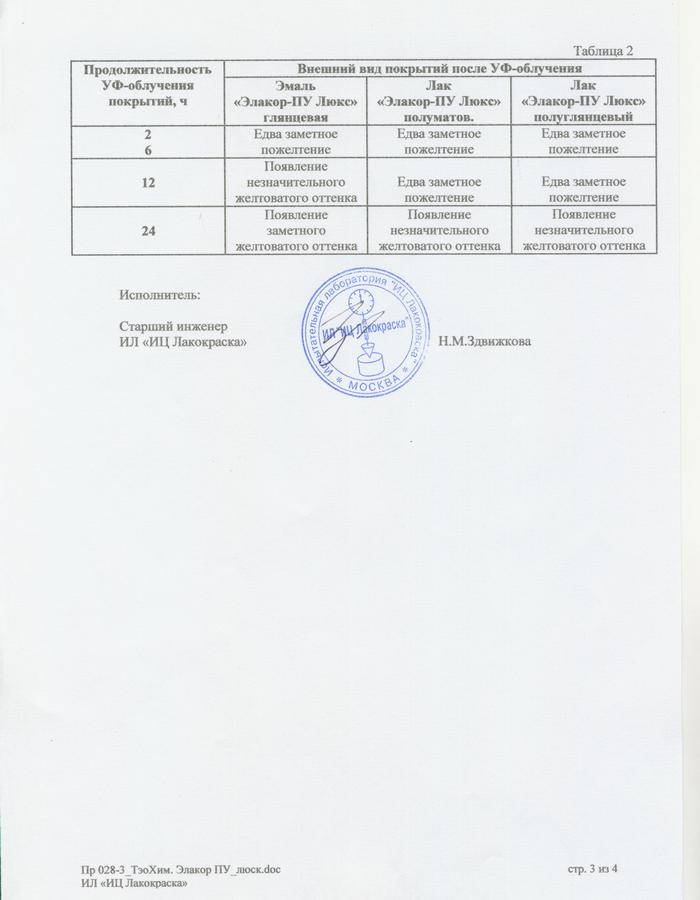 Таблица 2
Продолжительность УФ-облучения покрытий, ч
Внешний вид покрытий после УФ-облучения
Эмаль «Элакор-ПУ Люкс» глянцевая
Лак «Элакор-ПУ Люкс» полуматов.
Лак «Элакор-ПУ Люкс» полуглянцевый
2
6
Едва заметное пожелтение
Едва заметное пожелтение
Едва заметное пожелтение
12
Появление незначительного желтоватого оттенка
Едва заметное пожелтение
Едва заметное пожелтение
24
Появление заметного желтоватого оттенка
Появление незначительного желтоватого оттенка
Появление незначительного желтоватого оттенка
Исполнитель:
Старший инженер
ИЛ «ИЦ Лакокраска»
Испытательная лаборатория "ИЦ Лакокраска"
ИЛ "ИЦ Лакокраска"
* МОСКВА *
Н.М.Здвижкова
Пр 028-3_ТэоХим. Элакор ПУ_люск.doc
ИЛ «ИЦ Лакокраска»
стр. 3 из 4